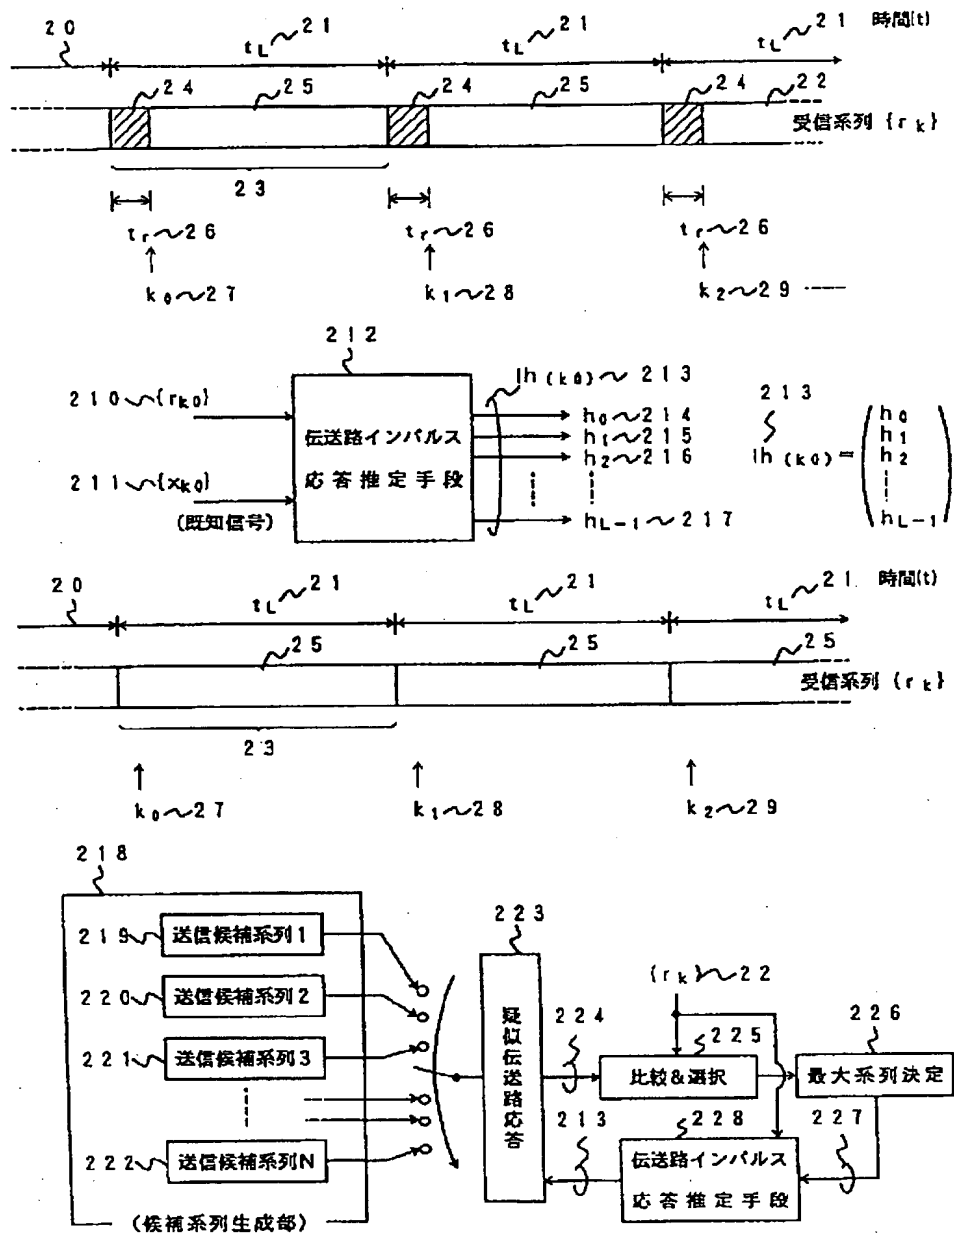 20 tL〜21 tL〜21 tL〜21 時間(t)
24 25 24 25 24 22
受信系列 {rk}
23
tr〜26 tr〜26 tr〜26
k0〜27 k1〜28 k2〜29
212
210〜{rk0}
211〜{xk0}
(既知信号)
伝送路インパルス
応答推定手段
lh(k0)〜213
h0〜214
h1〜215
h2〜216
hL-1〜217
213
lh(k0)=
h0
h1
h2
hL-1
20 tL〜21 tL〜21 tL〜21 時間(t)
25 25 25
受信系列 {rk}
23
k0〜27 k1〜28 k2〜29
218
219 送信候補系列1
220 送信候補系列2
221 送信候補系列3
222 送信候補系列N
(候補系列生成部)
223
疑似伝送路応答
224
{rk}〜22
225
比較&選択
226
最大系列決定
213
228
227
伝送路インパルス
応答推定手段